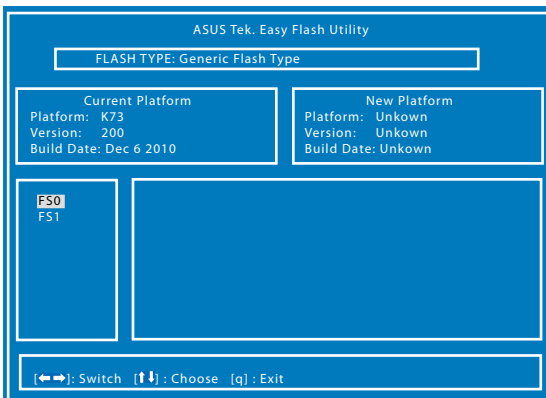 ASUS Tek. Easy Flash Utility
FLASH TYPE: Generic Flash Type
Current Platform
Platform: K73
Version: 200
Build Date: Dec 6 2010
New Platform
Platform: Unkown
Version: Unkown
Build Date: Unkown
FS0
FS1
[←→]: Switch [↑↓] : Choose [q] : Exit